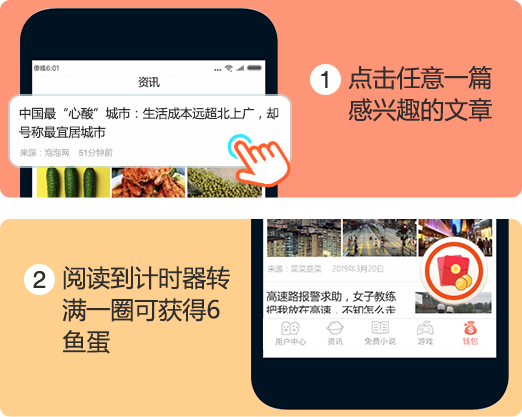 傍晚6:01
资讯
1 点击任意一篇
感兴趣的文章
中国最“心酸”城市：生活成本远超北上广，却
号称最宜居城市
来源：泡泡网 51分钟前
2 阅读到计时器转
满一圈可获得6
鱼蛋
来源：菜菜是菜 2019年3月20日
高速路报警求助，女子教练
把我放在高速，不知怎么走
用户中心 资讯 免费小说 游戏 钱包